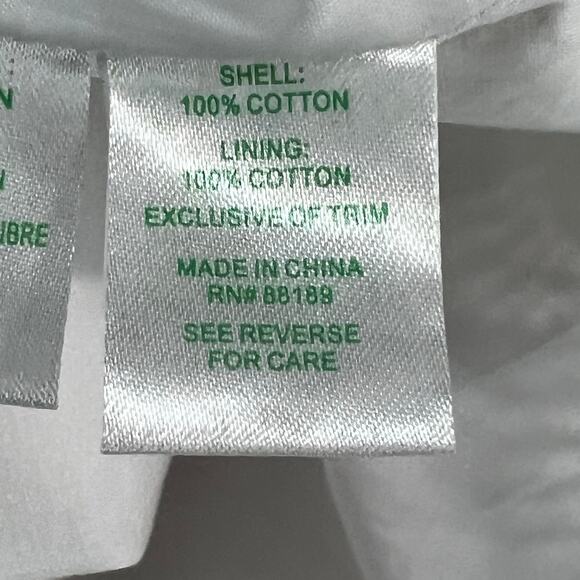 SHELL:
100% COTTON
LINING:
100% COTTON
EXCLUSIVE OF TRIM
MADE IN CHINA
RN# 88189
SEE REVERSE
FOR CARE
:
N
N